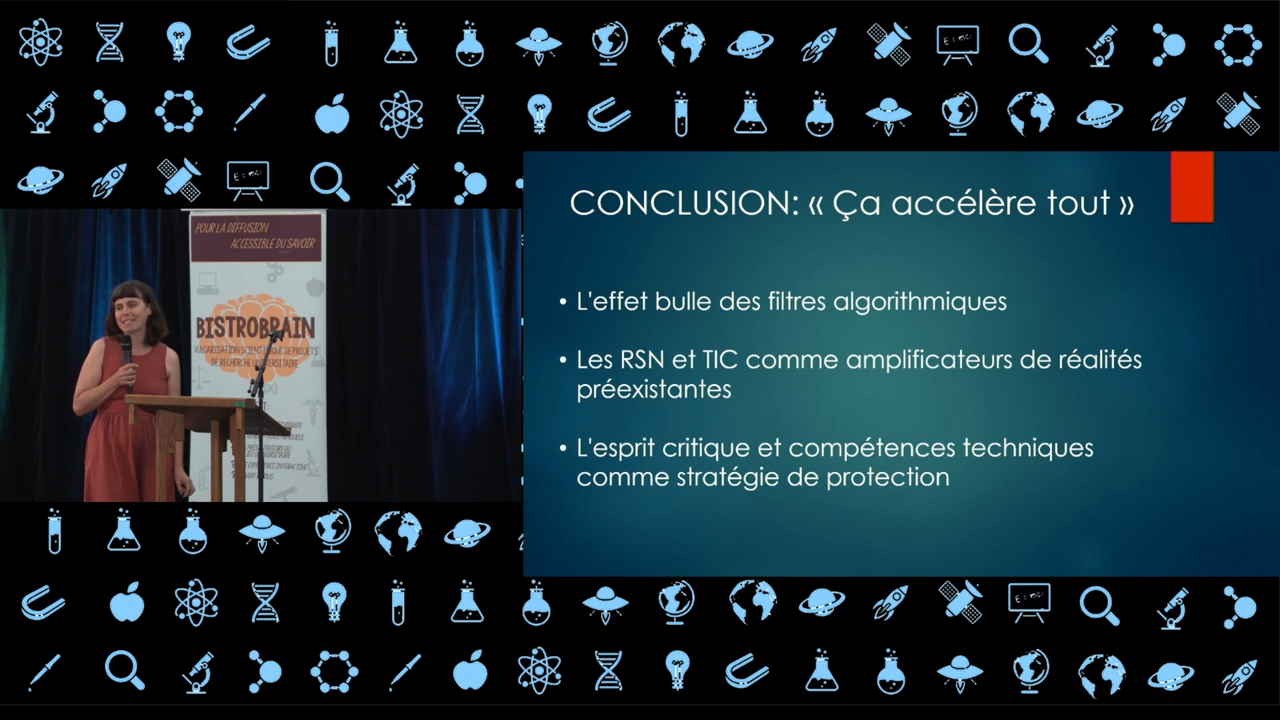 POUR LA DIFFUSION
ACCESSIBLE DU SAVOIR
BISTROBRAIN
VULGARISATION SCIENTIFIQUE DE PROJETS
DE RECHERCHE UNIVERSITAIRE
CONCLUSION: « Ça accélère tout »
• L'effet bulle des filtres algorithmiques
• Les RSN et TIC comme amplificateurs de réalités
préexistantes
• L'esprit critique et compétences techniques
comme stratégie de protection